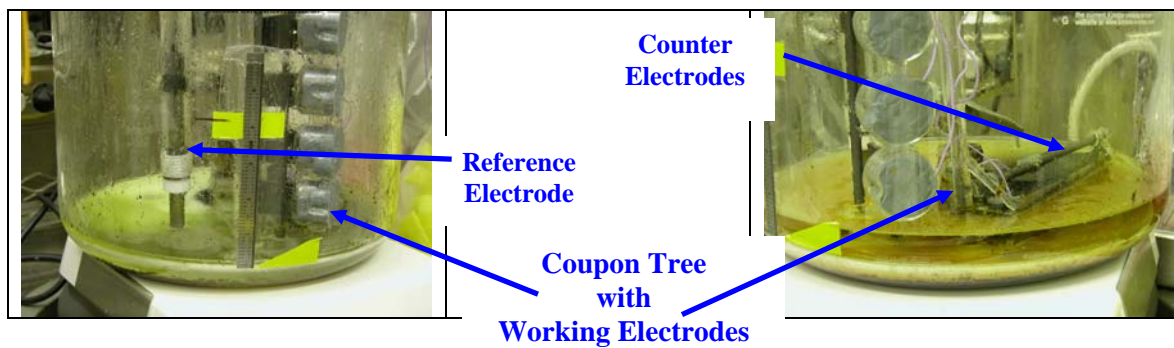 Counter
Electrodes
Reference
Electrode
Coupon Tree
with
Working Electrodes